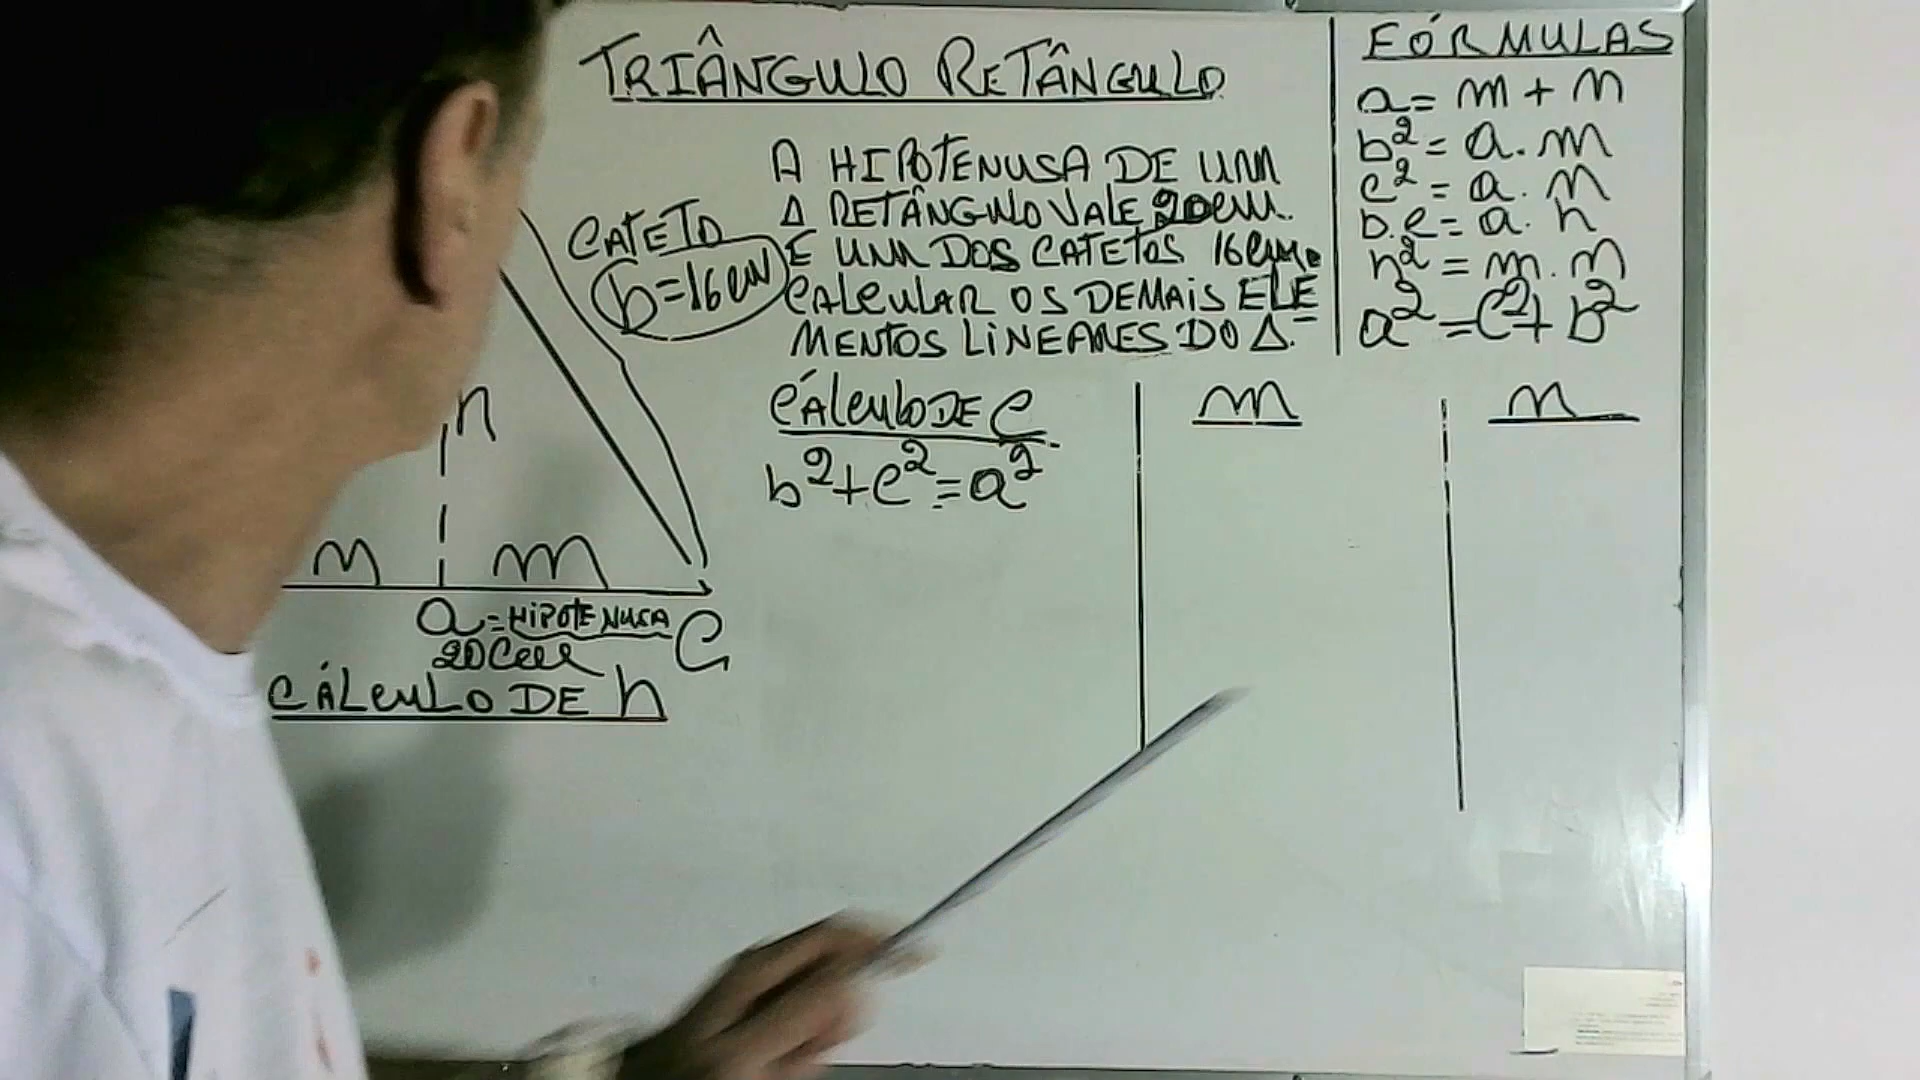 TRIÂNGULO RETÂNGULO
A HIPOTENUSA DE UM
Δ RETÂNGULO VALE 20cm.
E UM DOS CATETOS 16cm.
CALCULAR OS DEMAIS ELE
MENTOS LINEARES DO Δ.
CATETO
b=16cm
h
n
m
a=HIPOTENUSA
20cm
C
CÁLCULO DE h
CÁLCULO DE C
b²+c²=a²
m
n
FÓRMULAS
a= m + n
b²= a.m
c²= a.n
b.c= a.h
h²= m.n
a²=c²+b²